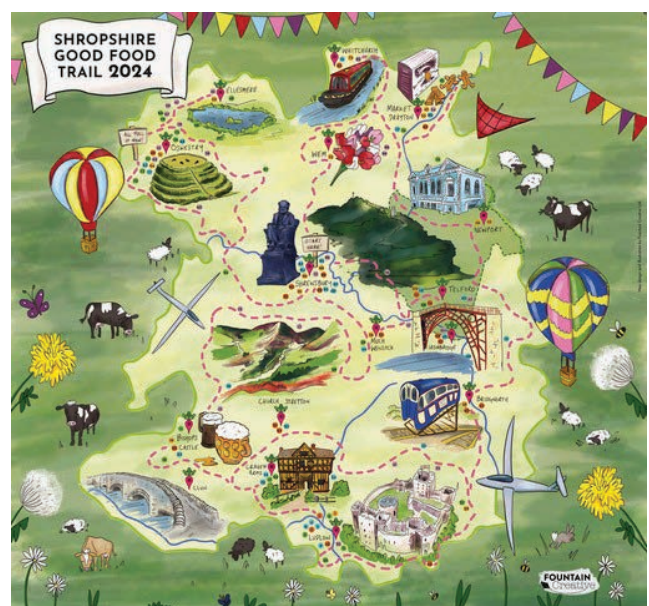 SHROPSHIRE
GOOD FOOD
TRAIL 2024
WHITCHURCH
ELLESMERE
MARKET
DRAYTON
OSWESTRY
WEM
NEWPORT
START
HERE!
SHREWSBURY
TELFORD
MUCH
WENLOCK
IRONBRIDGE
CHURCH STRETTON
BRIDGNORTH
BISHOPS
CASTLE
CRAVEN
ARMS
CLUN
LUDLOW
FOUNTAIN
Creative